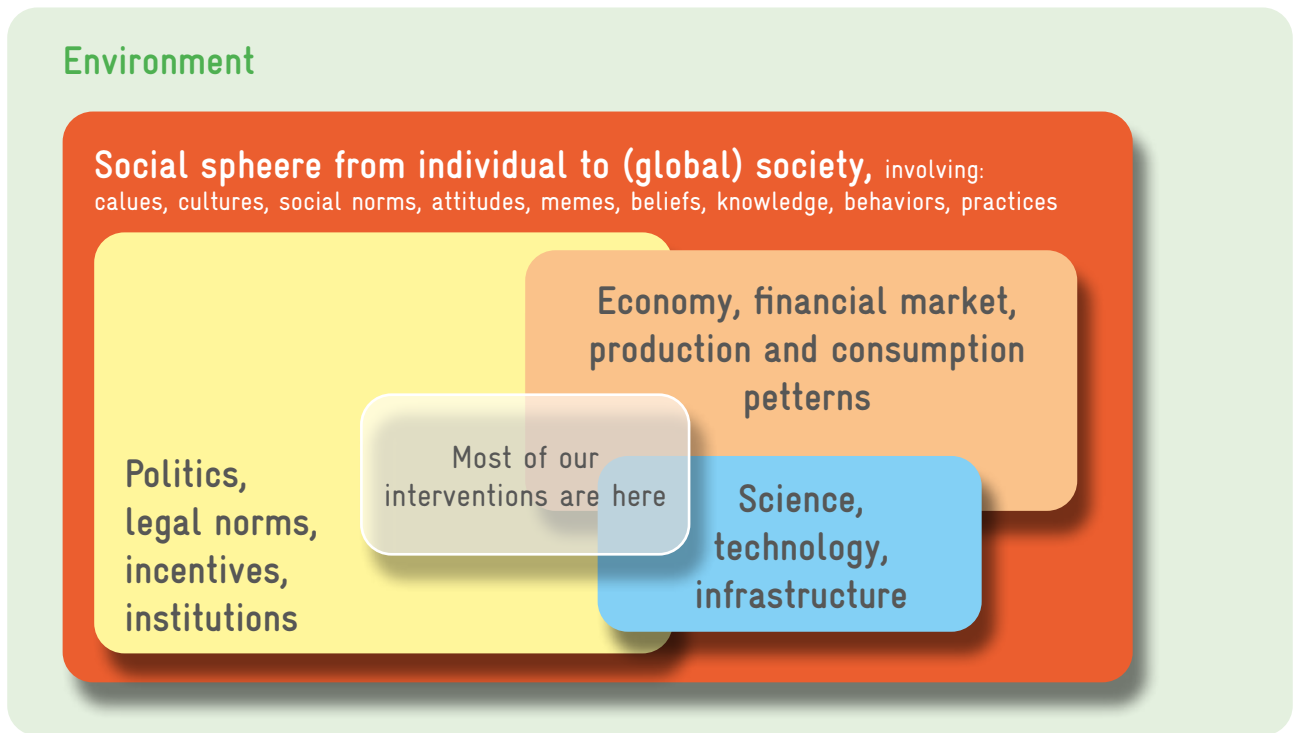 Environment
Social spheere from individual to (global) society, involving:
calues, cultures, social norms, attitudes, memes, beliefs, knowledge, behaviors, practices
Economy, financial market,
production and consumption
petterns
Most of our
interventions are here
Politics,
legal norms,
incentives,
institutions
Science,
technology,
infrastructure